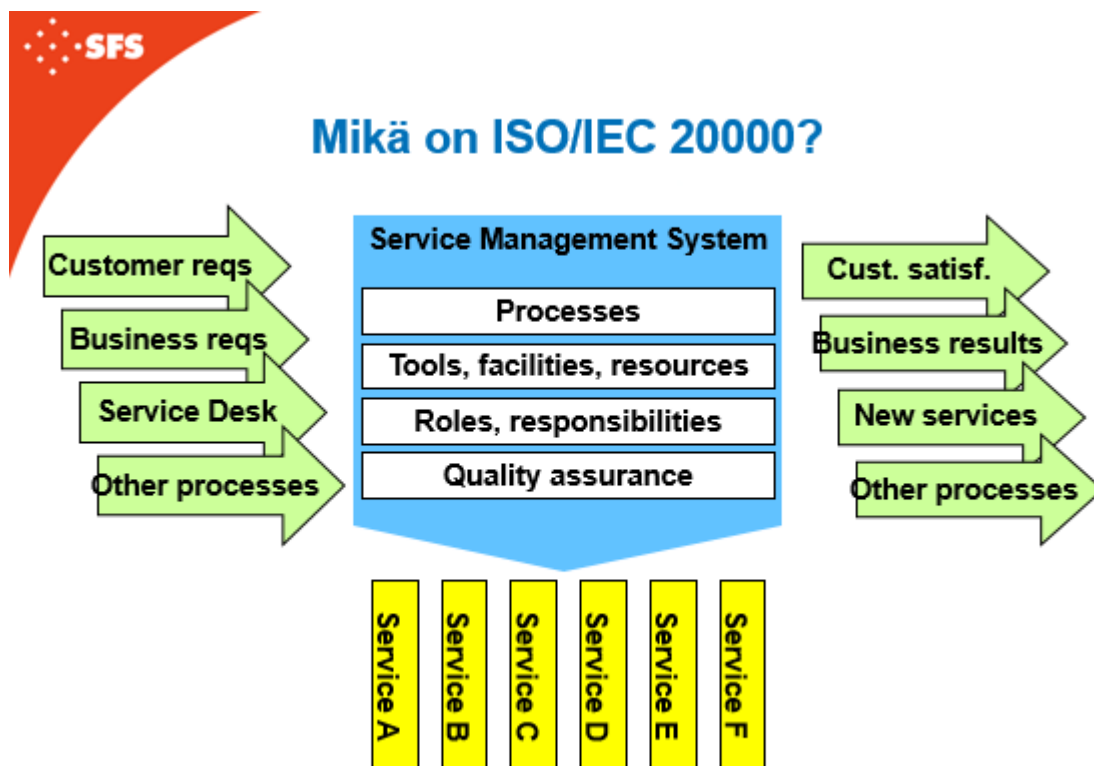 SFS
Mikä on ISO/IEC 20000?
Customer reqs
Business reqs
Service Desk
Other processes
Service Management System
Processes
Tools, facilities, resources
Roles, responsibilities
Quality assurance
Cust. satisf.
Business results
New services
Other processes
Service A
Service B
Service C
Service D
Service E
Service F